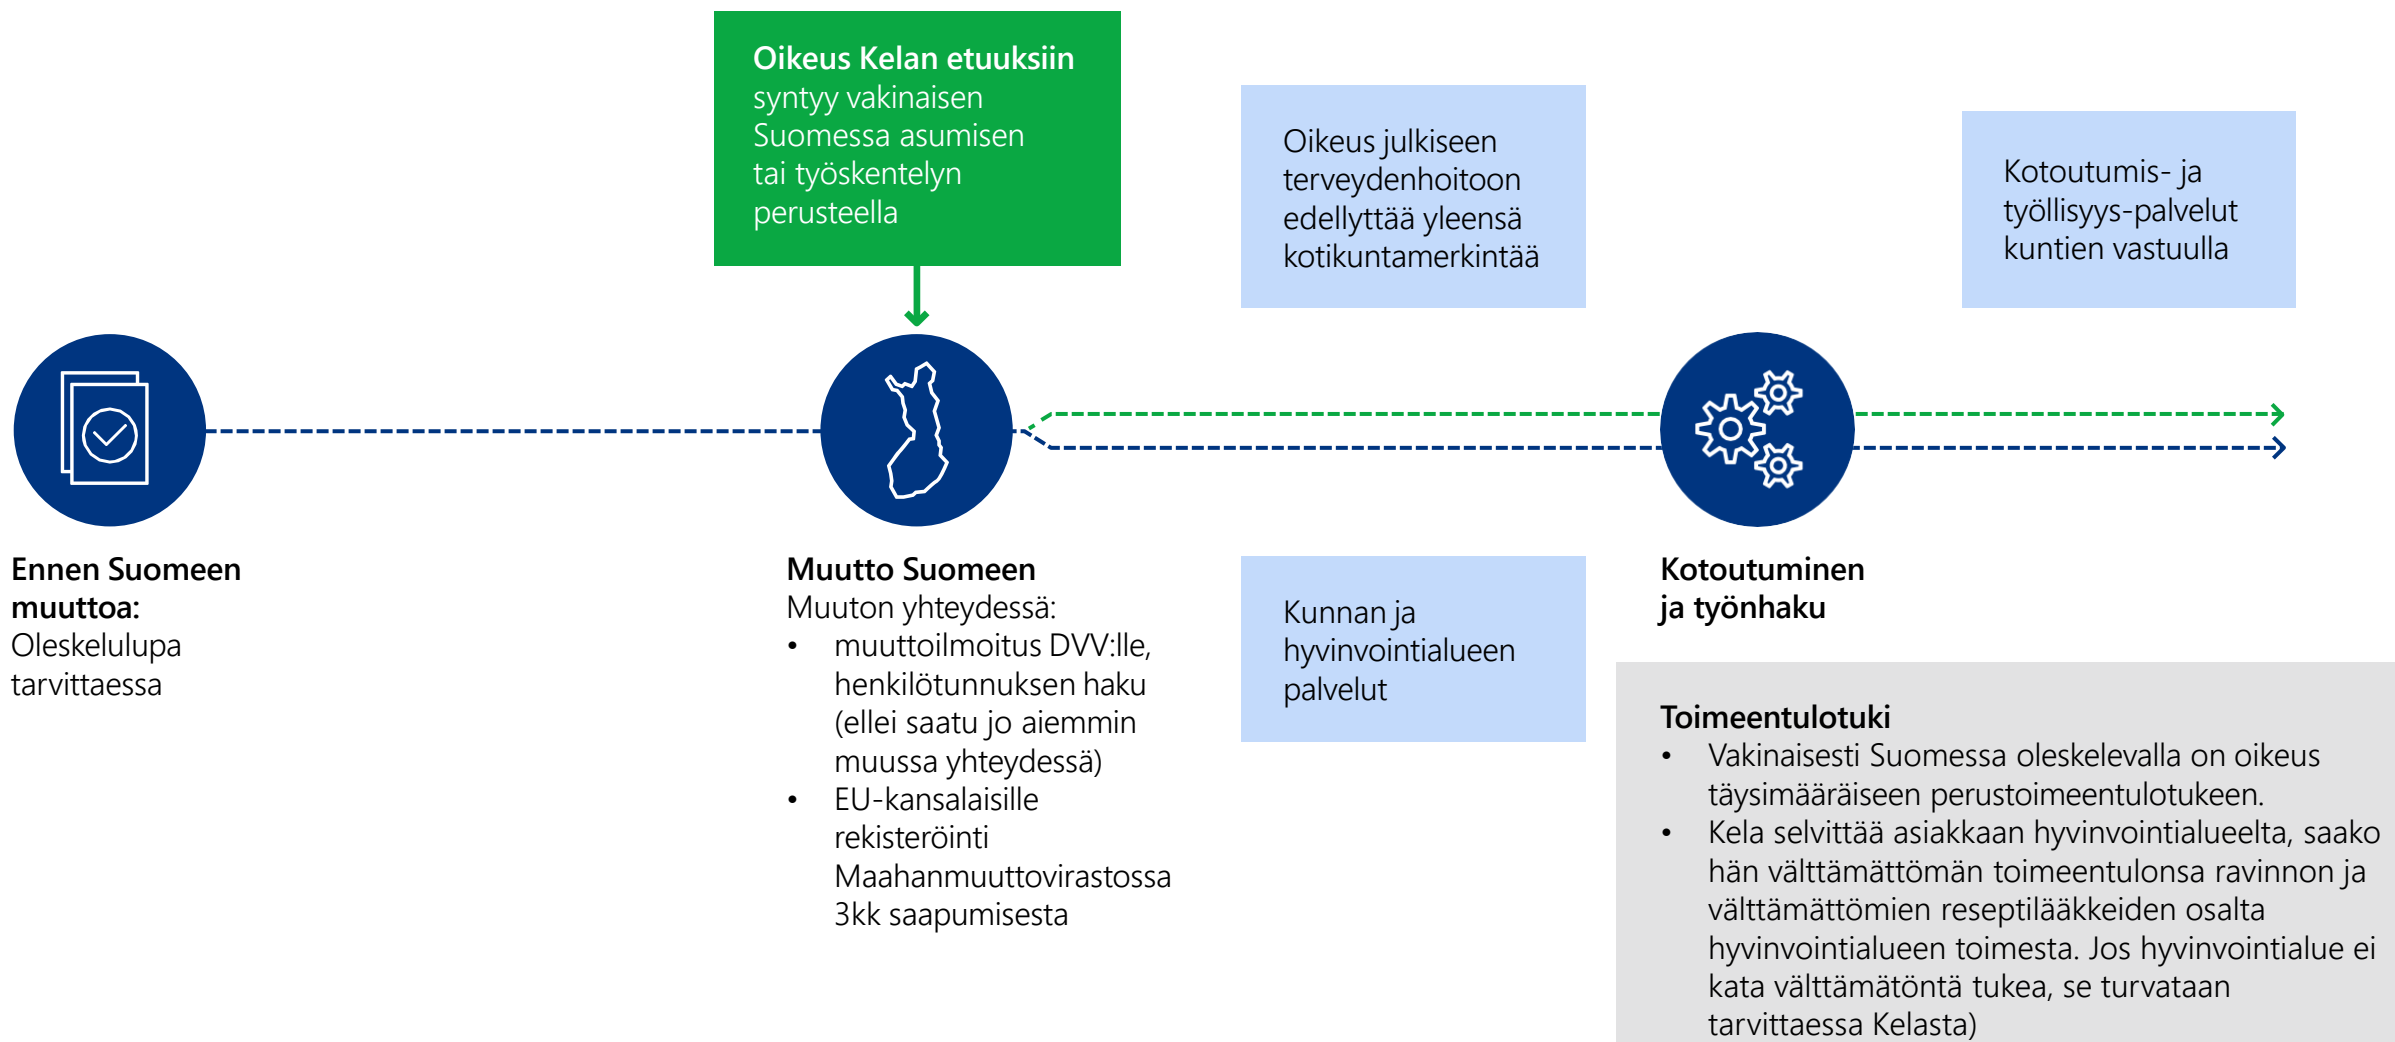 Oikeus Kelan etuuksiin
syntyy vakinaisen
Suomessa asumisen
tai työskentelyn
perusteella
Oikeus julkiseen
terveydenhoitoon
edellyttää yleensä
kotikuntamerkintää
Kotoutumis- ja
työllisyys-palvelut
kuntien vastuulla
Ennen Suomeen
muuttoa:
Oleskelulupa
tarvittaessa
Muutto Suomeen
Muuton yhteydessä:
• muuttoilmoitus DVV:lle,
henkilötunnuksen haku
(ellei saatu jo aiemmin
muussa yhteydessä)
• EU-kansalaisille
rekisteröinti
Maahanmuuttovirastossa
3kk saapumisesta
Kunnan ja
hyvinvointialueen
palvelut
Kotoutuminen
ja työnhaku
Toimeentulotuki
• Vakinaisesti Suomessa oleskelevalla on oikeus
täysimääräiseen perustoimeentulotukeen.
• Kela selvittää asiakkaan hyvinvointialueelta, saako
hän välttämättömän toimeentulonsa ravinnon ja
välttämättömien reseptilääkkeiden osalta
hyvinvointialueen toimesta. Jos hyvinvointialue ei
kata välttämätöntä tukea, se turvataan
tarvittaessa Kelasta)